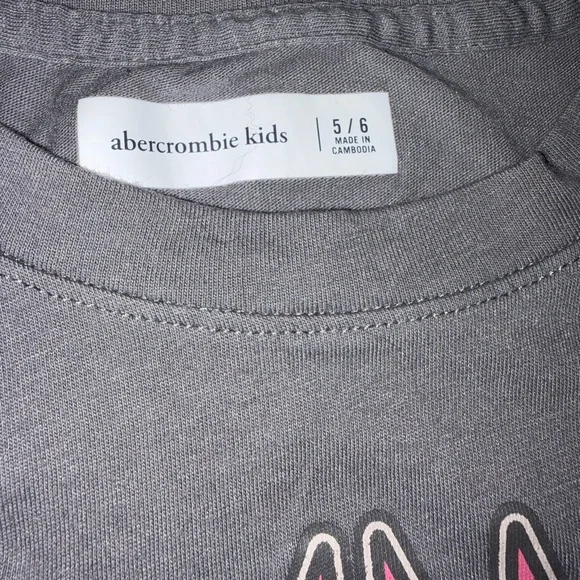 abercrombie kids
5 / 6
MADE IN
CAMBODIA